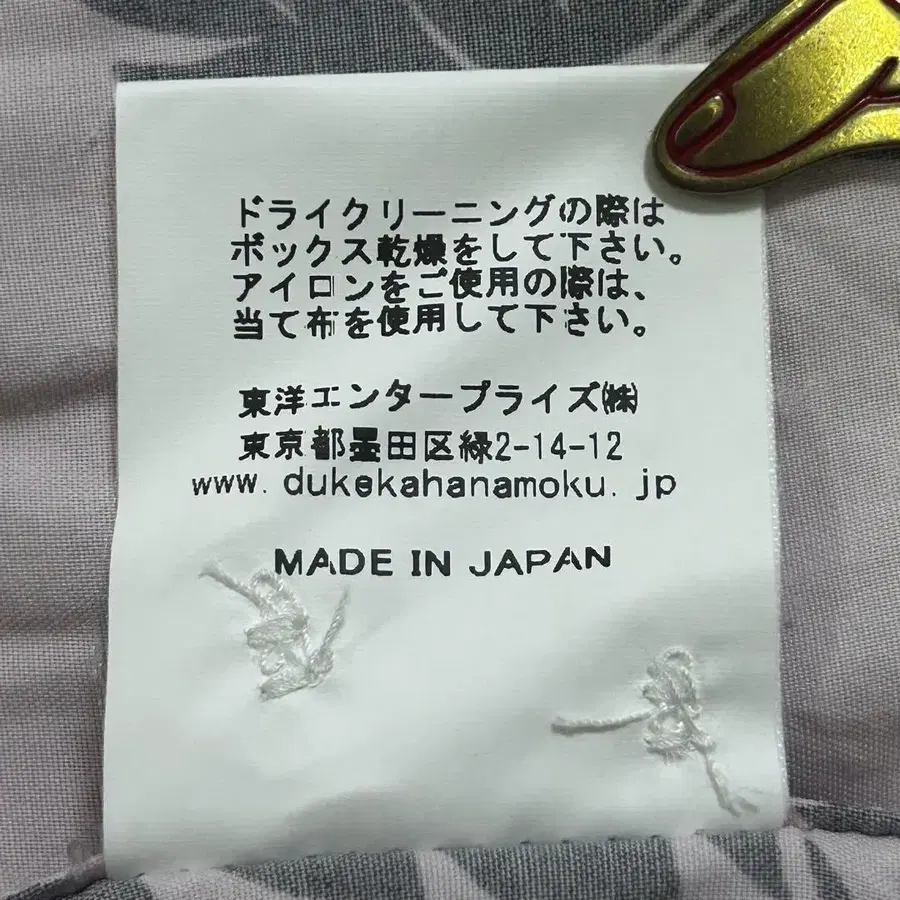 ドライクリーニングの際は
ボックス乾燥をして下さい。
アイロンをご使用の際は、
当て布を使用して下さい。
東洋エンタープライズ㈱
東京都墨田区緑2-14-12
www.dukekahanamoku.jp
MADE IN JAPAN